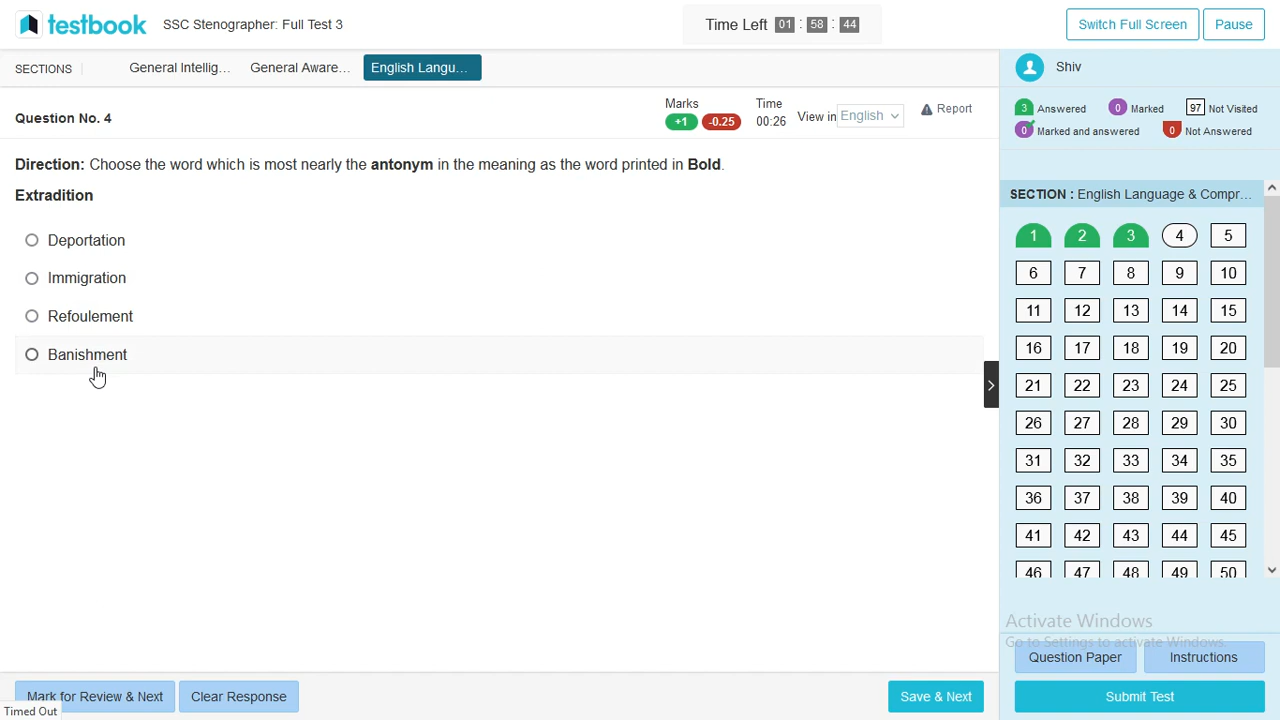 testbook SSC Stenographer: Full Test 3 Time Left 01 : 58 : 44 Switch Full Screen Pause
SECTIONS General Intellig... General Aware... English Langu... Shiv
Question No. 4 Marks +1 -0.25 Time 00:26 View in English Report
3 Answered 0 Marked 97 Not Visited
0 Marked and answered 0 Not Answered
Direction: Choose the word which is most nearly the antonym in the meaning as the word printed in Bold.
Extradition
Deportation
Immigration
Refoulement
Banishment
SECTION : English Language & Compr...
1 2 3 4 5
6 7 8 9 10
11 12 13 14 15
16 17 18 19 20
21 22 23 24 25
26 27 28 29 30
31 32 33 34 35
36 37 38 39 40
41 42 43 44 45
46 47 48 49 50
Activate Windows
Go to Settings to activate Windows.
Question Paper Instructions
Mark for Review & Next Clear Response Save & Next Submit Test
Timed Out